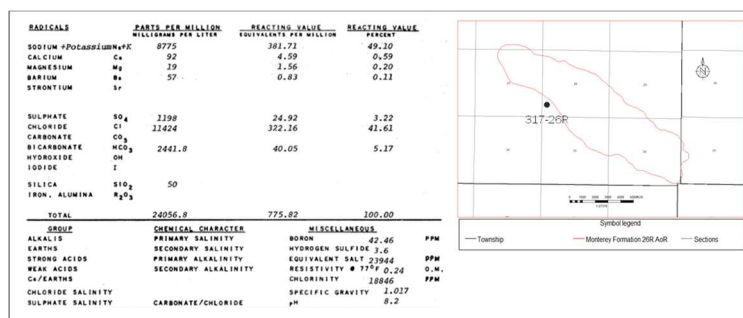 RADICALS PARTS PER MILLION REACTING VALUE REACTING VALUE
MILLIGRAMS PER LITER EQUIVALENTS PER MILLION PERCENT
SODIUM +Potassium Na+K 8775 381.71 49.10
CALCIUM Ca 92 4.59 0.59
MAGNESIUM Mg 19 1.56 0.20
BARIUM Ba 57 0.83 0.11
STRONTIUM Sr
SULPHATE SO4 1198 24.92 3.22
CHLORIDE Cl 11424 322.16 41.61
CARBONATE CO3
BICARBONATE HCO3 2441.8 40.05 5.17
HYDROXIDE OH
IODIDE I
SILICA SiO2 50
IRON, ALUMINA R2O3
TOTAL 24056.8 775.82 100.00
GROUP CHEMICAL CHARACTER MISCELLANEOUS
ALKALIS PRIMARY SALINITY BORON 42.46 PPM
EARTHS SECONDARY SALINITY HYDROGEN SULFIDE 3.6
STRONG ACIDS PRIMARY ALKALINITY EQUIVALENT SALT 23944 PPM
WEAK ACIDS SECONDARY ALKALINITY RESISTIVITY @ 77°F 0.24 O.M.
Ca/EARTHS CHLORINITY 18846 PPM
CHLORIDE SALINITY SPECIFIC GRAVITY 1.017
SULPHATE SALINITY CARBONATE/CHLORIDE pH 8.2
317-26R
N
Symbol legend
Township Monterey Formation 26R AoR Sections